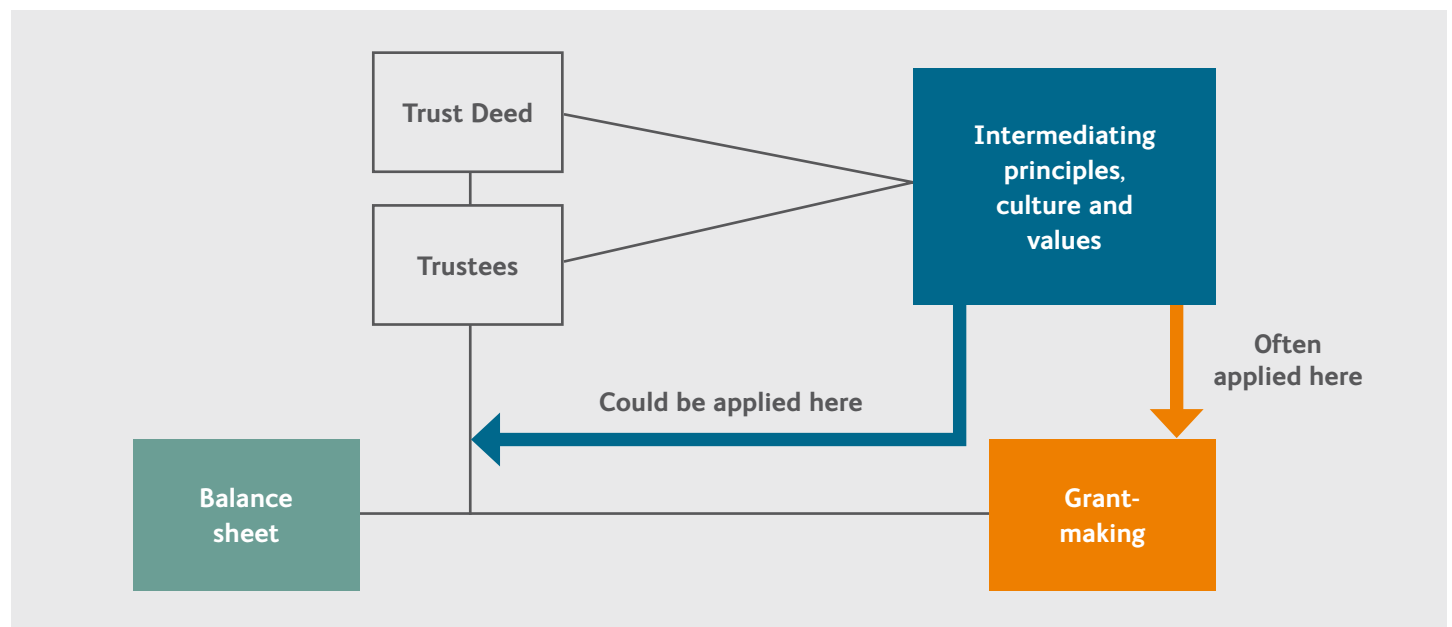 Trust Deed
Trustees
Intermediating
principles,
culture and
values
Often
applied here
Could be applied here
Balance
sheet
Grant-
making